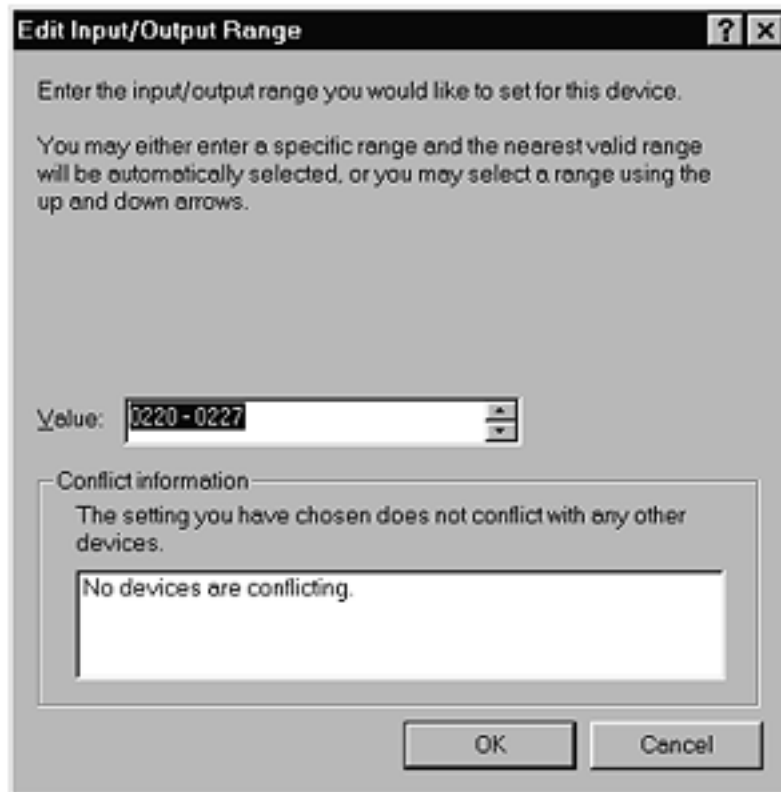 Edit Input/Output Range
Enter the input/output range you would like to set for this device.
You may either enter a specific range and the nearest valid range
will be automatically selected, or you may select a range using the
up and down arrows.
Value: 0220 - 0227
Conflict information
The setting you have chosen does not conflict with any other
devices.
No devices are conflicting.
OK Cancel